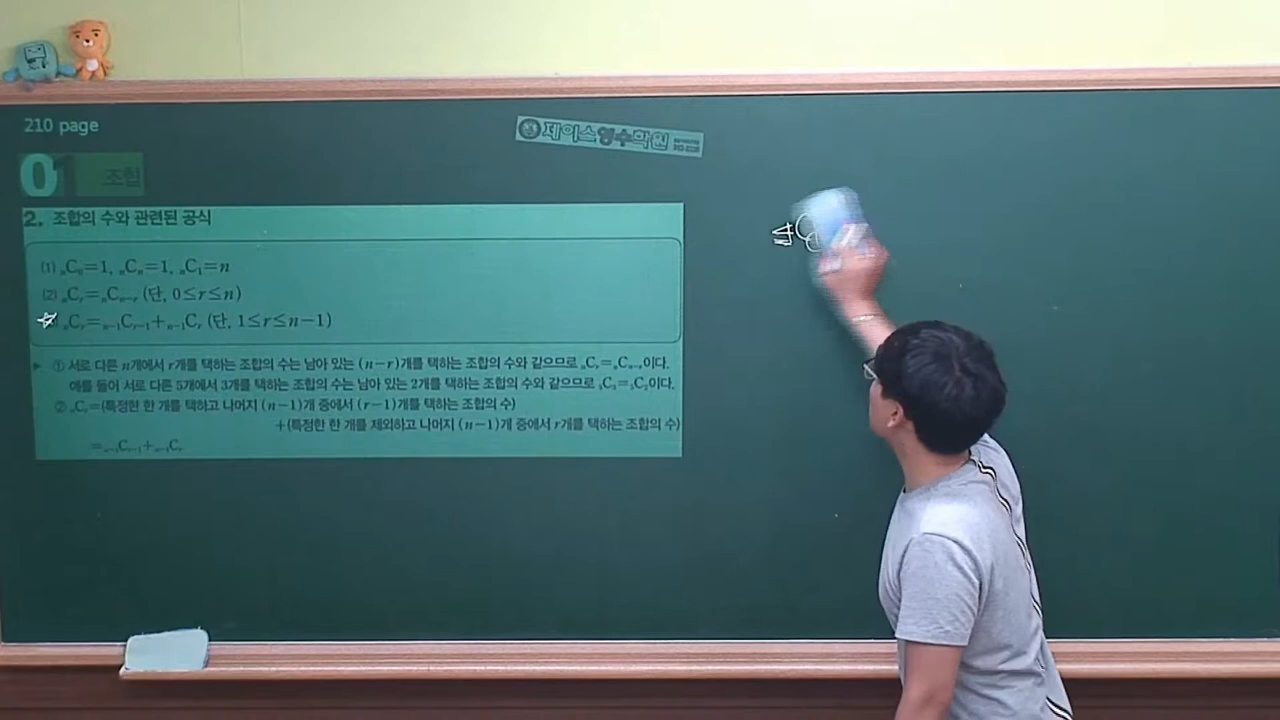 210 page
제이스영수학원
01 조합
2. 조합의 수와 관련된 공식
(1) ₙC₀=1, ₙCₙ=1, ₙC₁=n
(2) ₙCᵣ=ₙCₙ₋ᵣ (단, 0≤r≤n)
ₙCᵣ=ₙ₋₁Cᵣ₋₁+ₙ₋₁Cᵣ (단, 1≤r≤n-1)
▶ ① 서로 다른 n개에서 r개를 택하는 조합의 수는 남아 있는 (n-r)개를 택하는 조합의 수와 같으므로 ₙCᵣ=ₙCₙ₋ᵣ이다.
예를 들어 서로 다른 5개에서 3개를 택하는 조합의 수는 남아 있는 2개를 택하는 조합의 수와 같으므로 ₅C₃=₅C₂이다.
② ₙCᵣ=(특정한 한 개를 택하고 나머지 (n-1)개 중에서 (r-1)개를 택하는 조합의 수)
+(특정한 한 개를 제외하고 나머지 (n-1)개 중에서 r개를 택하는 조합의 수)
=ₙ₋₁Cᵣ₋₁+ₙ₋₁Cᵣ